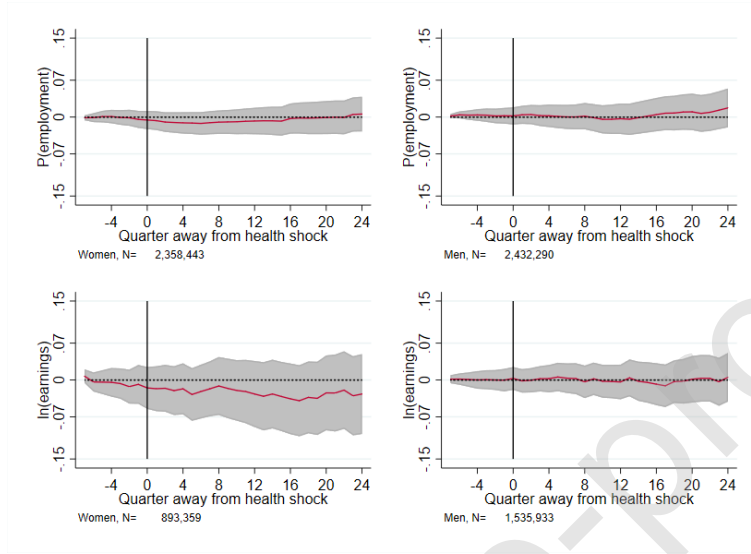 P(employment)
.15
.07
0
-.07
-.15
-4 0 4 8 12 16 20 24
Quarter away from health shock
Women, N= 2,358,443
P(employment)
.15
.07
0
-.07
-.15
-4 0 4 8 12 16 20 24
Quarter away from health shock
Men, N= 2,432,290
ln(earnings)
.15
.07
0
-.07
-.15
-4 0 4 8 12 16 20 24
Quarter away from health shock
Women, N= 893,359
ln(earnings)
.15
.07
0
-.07
-.15
-4 0 4 8 12 16 20 24
Quarter away from health shock
Men, N= 1,535,933
-pro